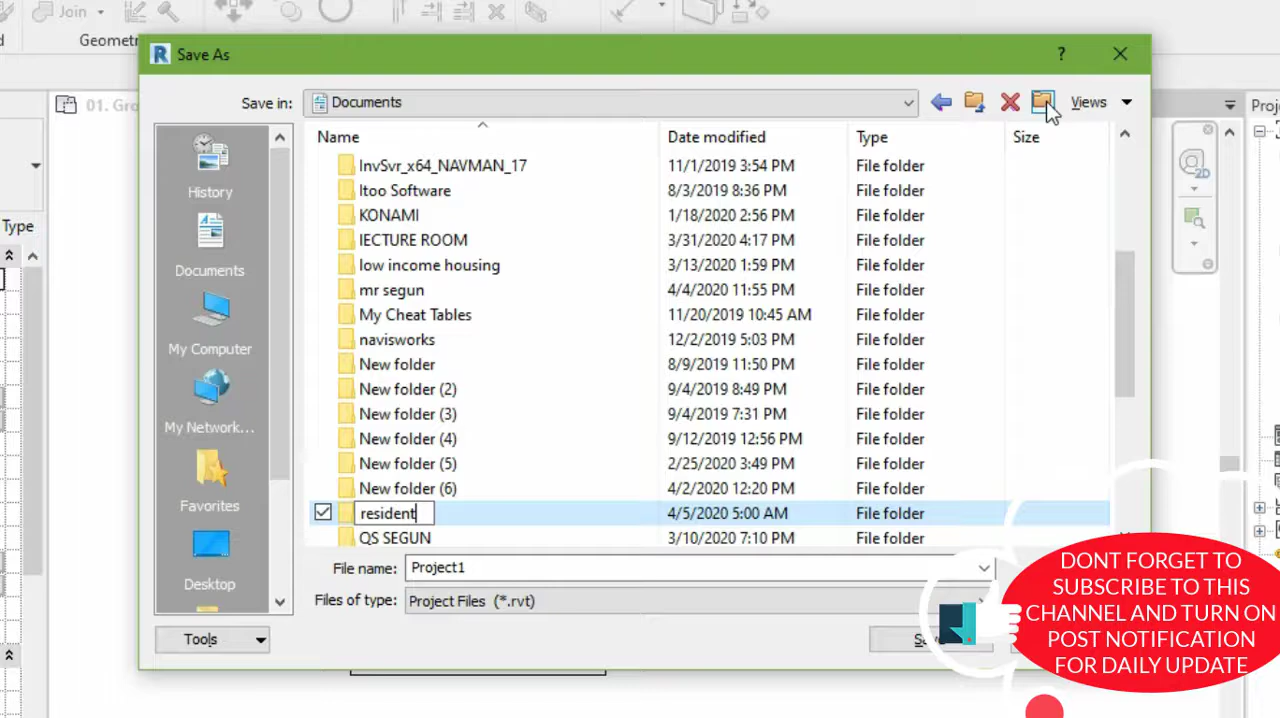 Join
Geometr
01. Gro
Type
Save As
?
Save in:
Documents
Views
Proje
2D
History
Documents
My Computer
My Network...
Favorites
Desktop
Name
Date modified
Type
Size
InvSvr_x64_NAVMAN_17 11/1/2019 3:54 PM File folder
Itoo Software 8/3/2019 8:36 PM File folder
KONAMI 1/18/2020 2:56 PM File folder
lECTURE ROOM 3/31/2020 4:17 PM File folder
low income housing 3/13/2020 1:59 PM File folder
mr segun 4/4/2020 11:55 PM File folder
My Cheat Tables 11/20/2019 10:45 AM File folder
navisworks 12/2/2019 5:03 PM File folder
New folder 8/9/2019 11:50 PM File folder
New folder (2) 9/4/2019 8:49 PM File folder
New folder (3) 9/4/2019 7:31 PM File folder
New folder (4) 9/12/2019 12:56 PM File folder
New folder (5) 2/25/2020 3:49 PM File folder
New folder (6) 4/2/2020 12:20 PM File folder
resident 4/5/2020 5:00 AM File folder
QS SEGUN 3/10/2020 7:10 PM File folder
File name: Project1
Files of type: Project Files (*.rvt)
Tools
Save
DONT FORGET TO
SUBSCRIBE TO THIS
CHANNEL AND TURN ON
POST NOTIFICATION
FOR DAILY UPDATE